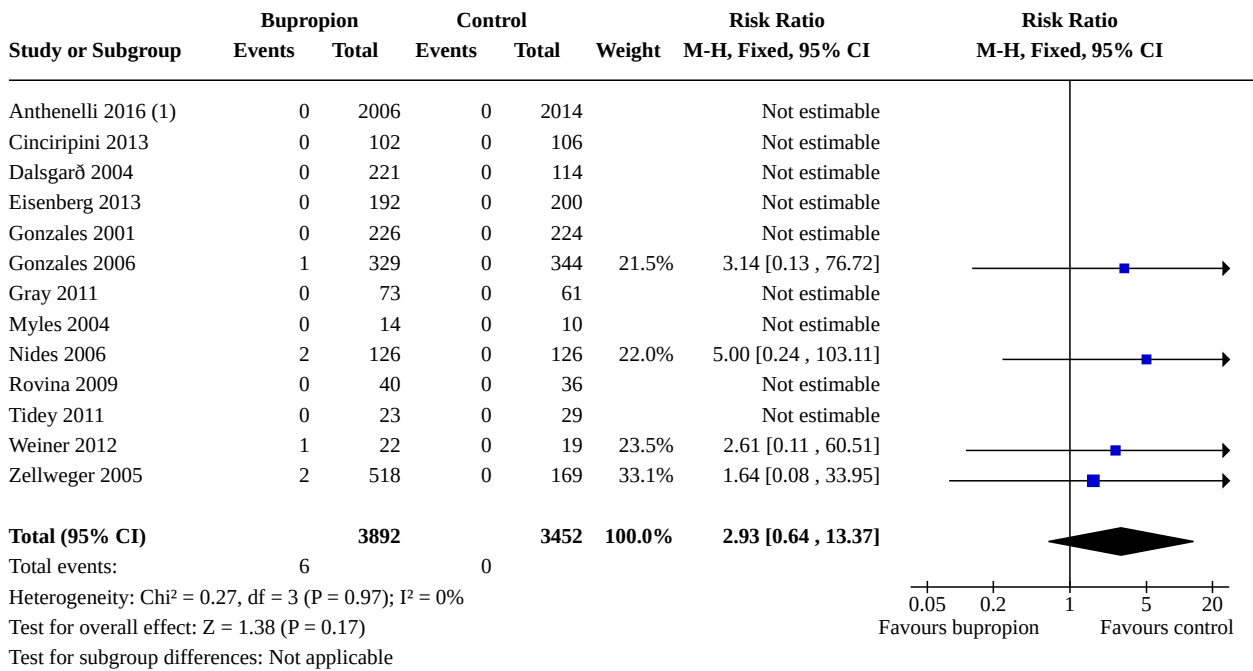 Bupropion Control Risk Ratio Risk Ratio
Study or Subgroup Events Total Events Total Weight M-H, Fixed, 95% CI M-H, Fixed, 95% CI
Anthenelli 2016 (1) 0 2006 0 2014 Not estimable
Cinciripini 2013 0 102 0 106 Not estimable
Dalsgarð 2004 0 221 0 114 Not estimable
Eisenberg 2013 0 192 0 200 Not estimable
Gonzales 2001 0 226 0 224 Not estimable
Gonzales 2006 1 329 0 344 21.5% 3.14 [0.13 , 76.72]
Gray 2011 0 73 0 61 Not estimable
Myles 2004 0 14 0 10 Not estimable
Nides 2006 2 126 0 126 22.0% 5.00 [0.24 , 103.11]
Rovina 2009 0 40 0 36 Not estimable
Tidey 2011 0 23 0 29 Not estimable
Weiner 2012 1 22 0 19 23.5% 2.61 [0.11 , 60.51]
Zellweger 2005 2 518 0 169 33.1% 1.64 [0.08 , 33.95]
Total (95% CI) 3892 3452 100.0% 2.93 [0.64 , 13.37]
Total events: 6 0
Heterogeneity: Chi² = 0.27, df = 3 (P = 0.97); I² = 0%
0.05 0.2 1 5 20
Test for overall effect: Z = 1.38 (P = 0.17) Favours bupropion Favours control
Test for subgroup differences: Not applicable